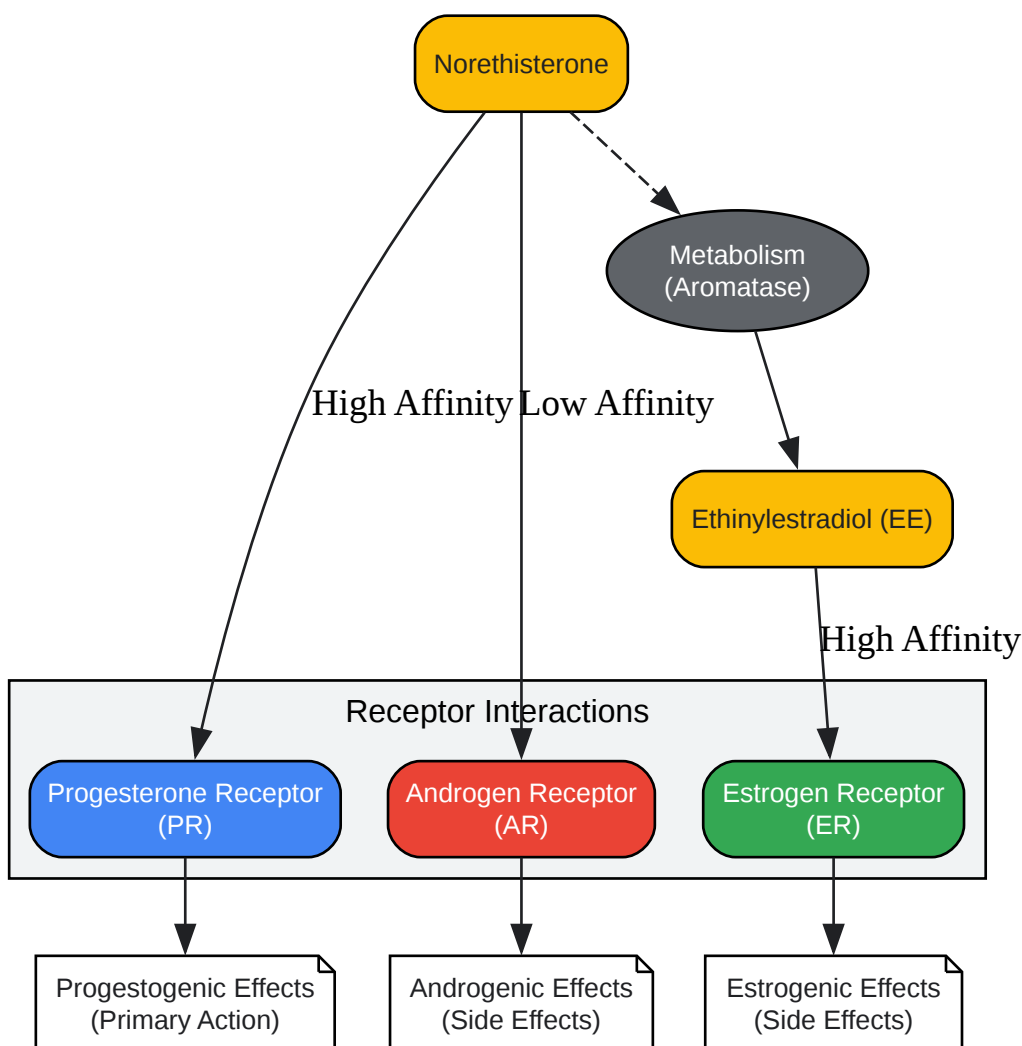 Norethisterone
Metabolism
(Aromatase)
High Affinity
Low Affinity
Ethinylestradiol (EE)
High Affinity
Receptor Interactions
Progesterone Receptor
(PR)
Androgen Receptor
(AR)
Estrogen Receptor
(ER)
Progestogenic Effects
(Primary Action)
Androgenic Effects
(Side Effects)
Estrogenic Effects
(Side Effects)